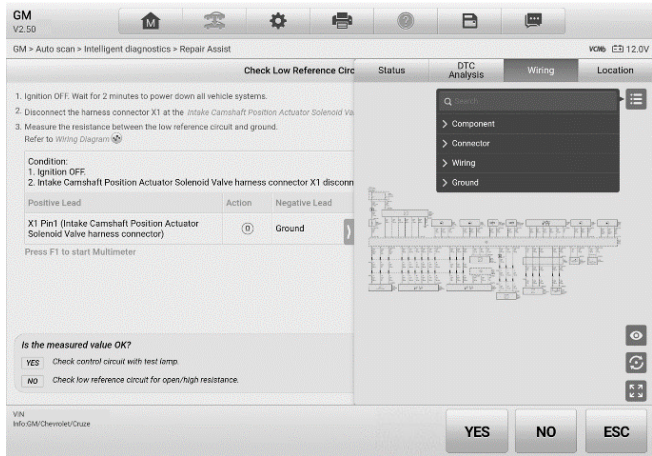 GM
V2.50
M
?
GM > Auto scan > Intelligent diagnostics > Repair Assist
VCMI 12.0V
Check Low Reference Circ
Status
DTC
Analysis
Wiring
Location
1. Ignition OFF. Wait for 2 minutes to power down all vehicle systems.
2. Disconnect the harness connector X1 at the Intake Camshaft Position Actuator Solenoid Va
3. Measure the resistance between the low reference circuit and ground.
Refer to Wiring Diagram
Search
Component
Connector
Wiring
Ground
Condition:
1. Ignition OFF.
2. Intake Camshaft Position Actuator Solenoid Valve harness connector X1 disconn
Positive Lead Action Negative Lead
X1 Pin1 (Intake Camshaft Position Actuator
Solenoid Valve harness connector) Ground
Press F1 to start Multimeter
Is the measured value OK?
YES Check control circuit with test lamp.
NO Check low reference circuit for open/high resistance.
VIN
Info:GM/Chevrolet/Cruze
YES
NO
ESC